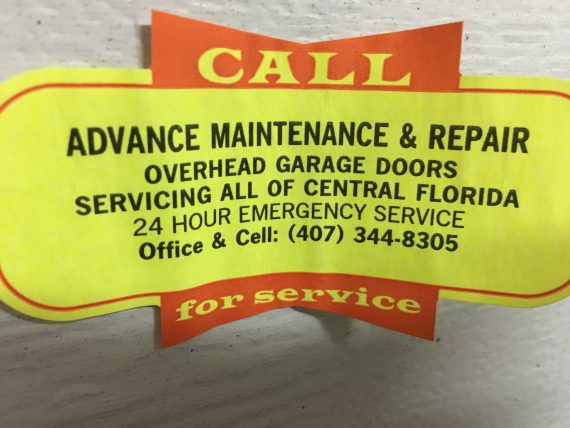 CALL
ADVANCE MAINTENANCE & REPAIR
OVERHEAD GARAGE DOORS
SERVICING ALL OF CENTRAL FLORIDA
24 HOUR EMERGENCY SERVICE
Office & Cell: (407) 344-8305
for service